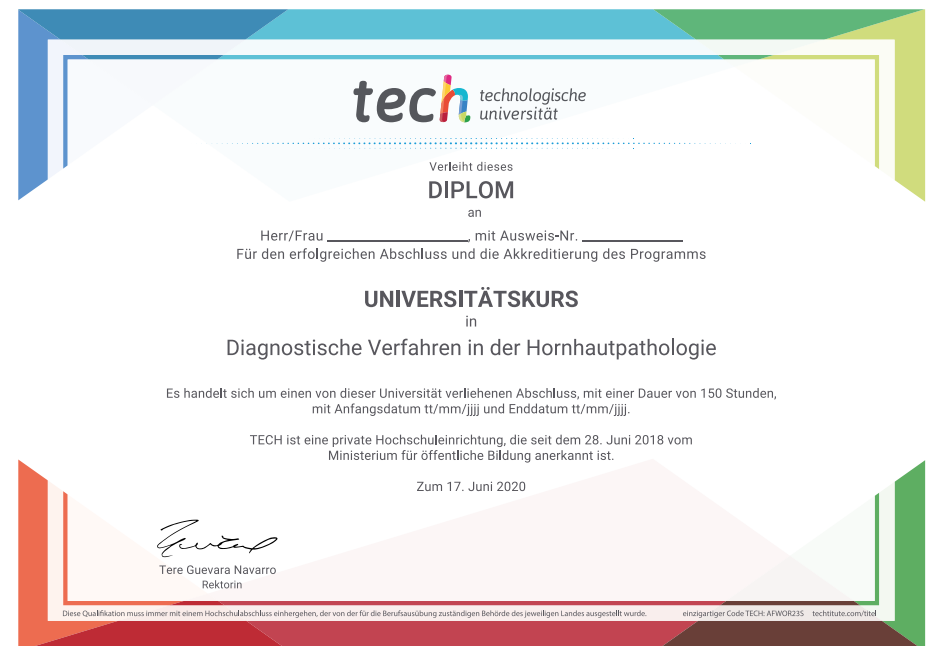 tech technologische
universität
Verleiht dieses
DIPLOM
an
Herr/Frau ____________________, mit Ausweis-Nr. ______________
Für den erfolgreichen Abschluss und die Akkreditierung des Programms
UNIVERSITÄTSKURS
in
Diagnostische Verfahren in der Hornhautpathologie
Es handelt sich um einen von dieser Universität verliehenen Abschluss, mit einer Dauer von 150 Stunden,
mit Anfangsdatum tt/mm/jjjj und Enddatum tt/mm/jjjj.
TECH ist eine private Hochschuleinrichtung, die seit dem 28. Juni 2018 vom
Ministerium für öffentliche Bildung anerkannt ist.
Zum 17. Juni 2020
Tere Guevara Navarro
Rektorin
Diese Qualifikation muss immer mit einem Hochschulabschluss einhergehen, der von der für die Berufsausübung zuständigen Behörde des jeweiligen Landes ausgestellt wurde. einzigartiger Code TECH: AFWOR23S techtitute.com/titel